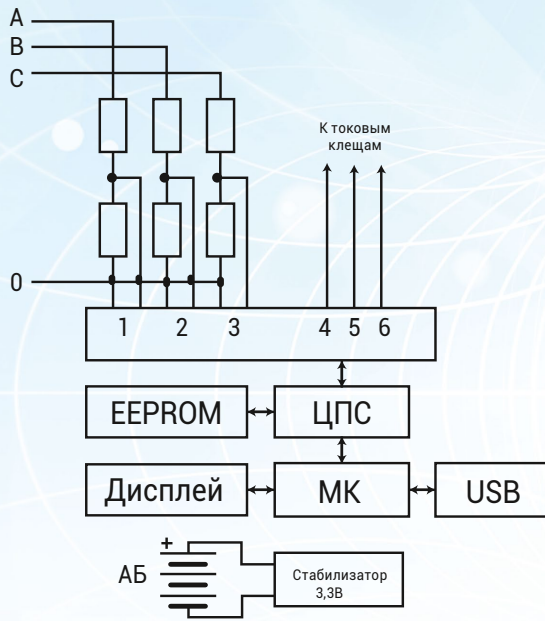 A
B
C
К токовым
клещам
0
1 2 3 4 5 6
EEPROM ЦПС
Дисплей МК USB
АБ + Стабилизатор
3,3В